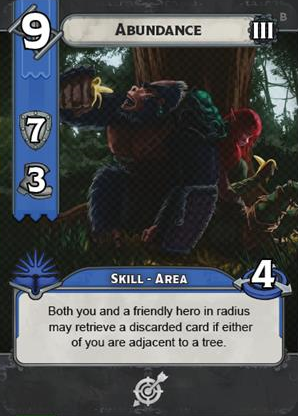 9
ABUNDANCE
III
B
7
3
SKILL - AREA
4
Both you and a friendly hero in radius
may retrieve a discarded card if either
of you are adjacent to a tree.